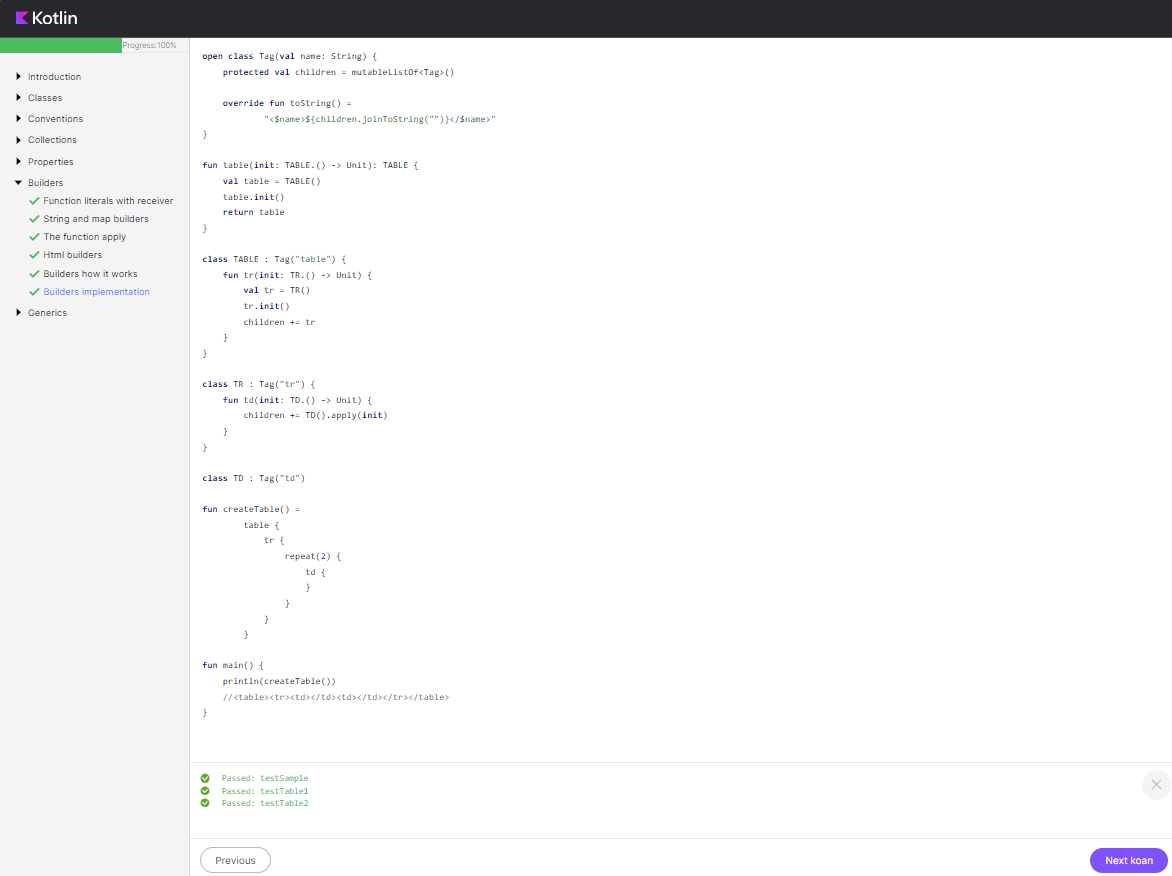 Kotlin
Progress:100%
Introduction
Classes
Conventions
Collections
Properties
Builders
Function literals with receiver
String and map builders
The function apply
Html builders
Builders how it works
Builders implementation
Generics
open class Tag(val name: String) {
    protected val children = mutableListOf<Tag>()

    override fun toString() =
            "<$name>${children.joinToString("")}</$name>"
}

fun table(init: TABLE.() -> Unit): TABLE {
    val table = TABLE()
    table.init()
    return table
}

class TABLE : Tag("table") {
    fun tr(init: TR.() -> Unit) {
        val tr = TR()
        tr.init()
        children += tr
    }
}

class TR : Tag("tr") {
    fun td(init: TD.() -> Unit) {
        children += TD().apply(init)
    }
}

class TD : Tag("td")

fun createTable() =
        table {
            tr {
                repeat(2) {
                    td {
                    }
                }
            }
        }

fun main() {
    println(createTable())
    //<table><tr><td></td><td></td></tr></table>
}
Passed: testSample
Passed: testTable1
Passed: testTable2
Previous
Next koan